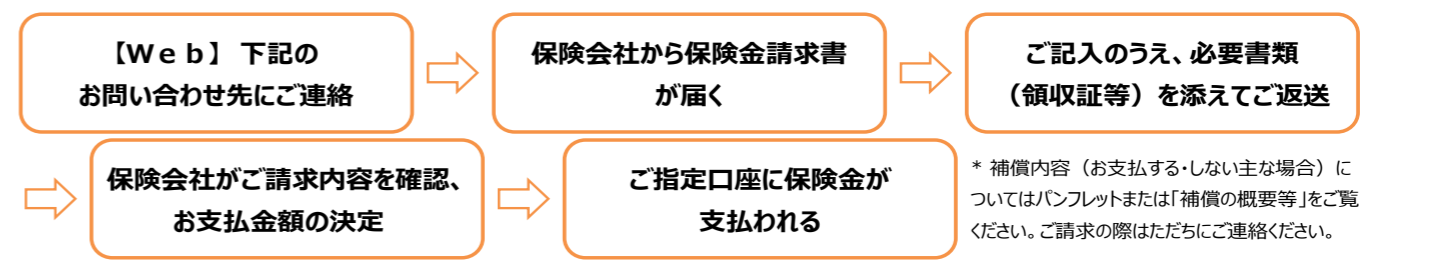 【Ｗｅｂ】 下記の
お問い合わせ先にご連絡
保険会社から保険金請求書
が届く
ご記入のうえ、必要書類
（領収証等）を添えてご返送
保険会社がご請求内容を確認、
お支払金額の決定
ご指定口座に保険金が
支払われる
* 補償内容（お支払する・しない主な場合）に
ついてはパンフレットまたは「補償の概要等」をご覧
ください。ご請求の際はただちにご連絡ください。